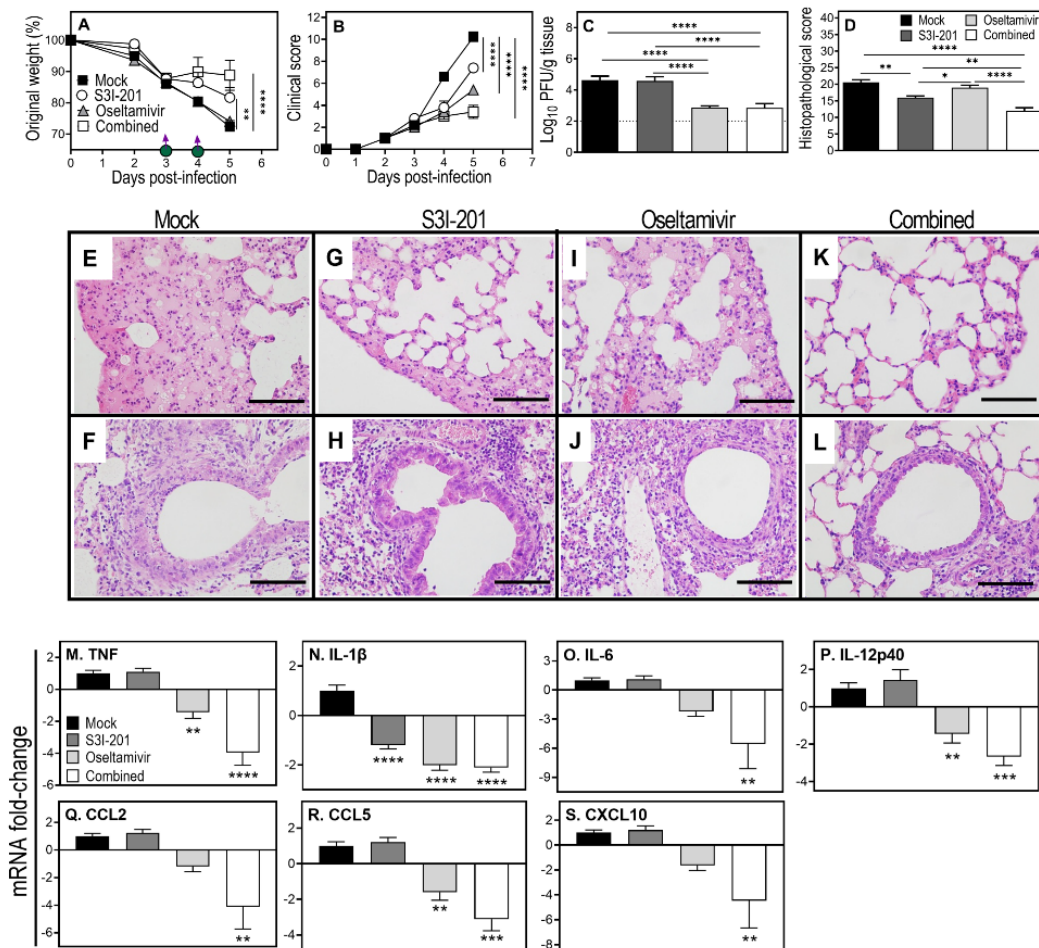 A
Original weight (%)
100
90
80
70
Mock
S3I-201
Oseltamivir
Combined
**
****
0 1 2 3 4 5 6
Days post-infection
B
Clinical score
12
10
8
6
4
2
0
****
****
****
0 1 2 3 4 5 6 7
Days post-infection
C
Log10 PFU/g tissue
10
8
6
4
2
0
****
****
****
****
D
Mock
S3I-201
Oseltamivir
Combined
Histopathological score
40
35
30
25
20
15
10
5
0
****
**
**
*
****
Mock
S3I-201
Oseltamivir
Combined
E
G
I
K
F
H
J
L
mRNA fold-change
M. TNF
2
0
-2
-4
-6
Mock
S3I-201
Oseltamivir
Combined
**
****
N. IL-1β
2
0
-2
****
****
****
O. IL-6
3
0
-3
-6
-9
**
P. IL-12p40
2
0
-2
-4
-6
**
***
Q. CCL2
2
0
-2
-4
-6
**
R. CCL5
2
0
-2
-4
**
***
S. CXCL10
2
0
-2
-4
-6
-8
**